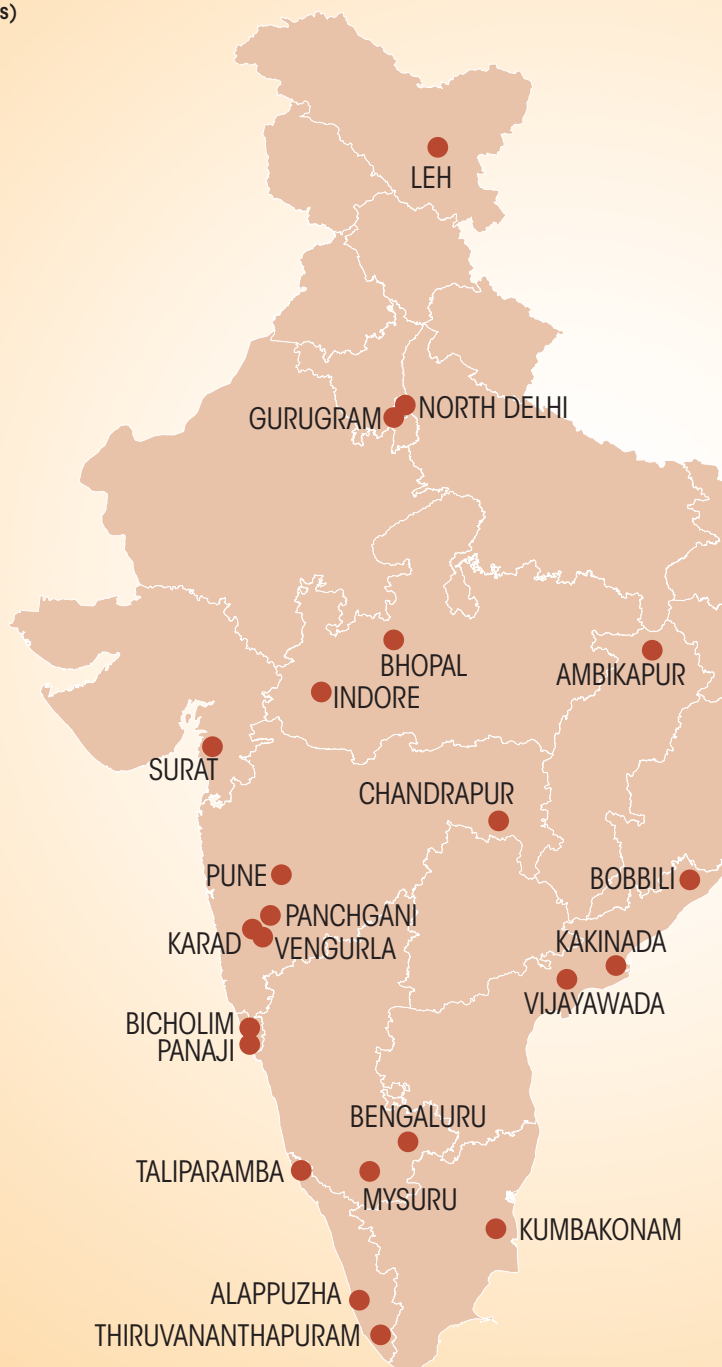 s)
LEH
NORTH DELHI
GURUGRAM
BHOPAL
AMBIKAPUR
INDORE
SURAT
CHANDRAPUR
PUNE
BOBBILI
PANCHGANI
KARAD
VENGURLA
KAKINADA
VIJAYAWADA
BICHOLIM
PANAJI
BENGALURU
TALIPARAMBA
MYSURU
KUMBAKONAM
ALAPPUZHA
THIRUVANANTHAPURAM